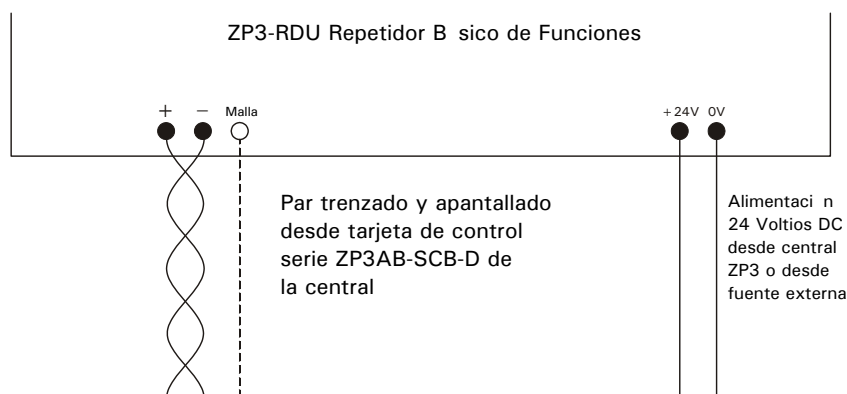 ZP3-RDU Repetidor B sico de Funciones
+ − Malla
+24V 0V
Par trenzado y apantallado
desde tarjeta de control
serie ZP3AB-SCB-D de
la central
Alimentaci n
24 Voltios DC
desde central
ZP3 o desde
fuente externa